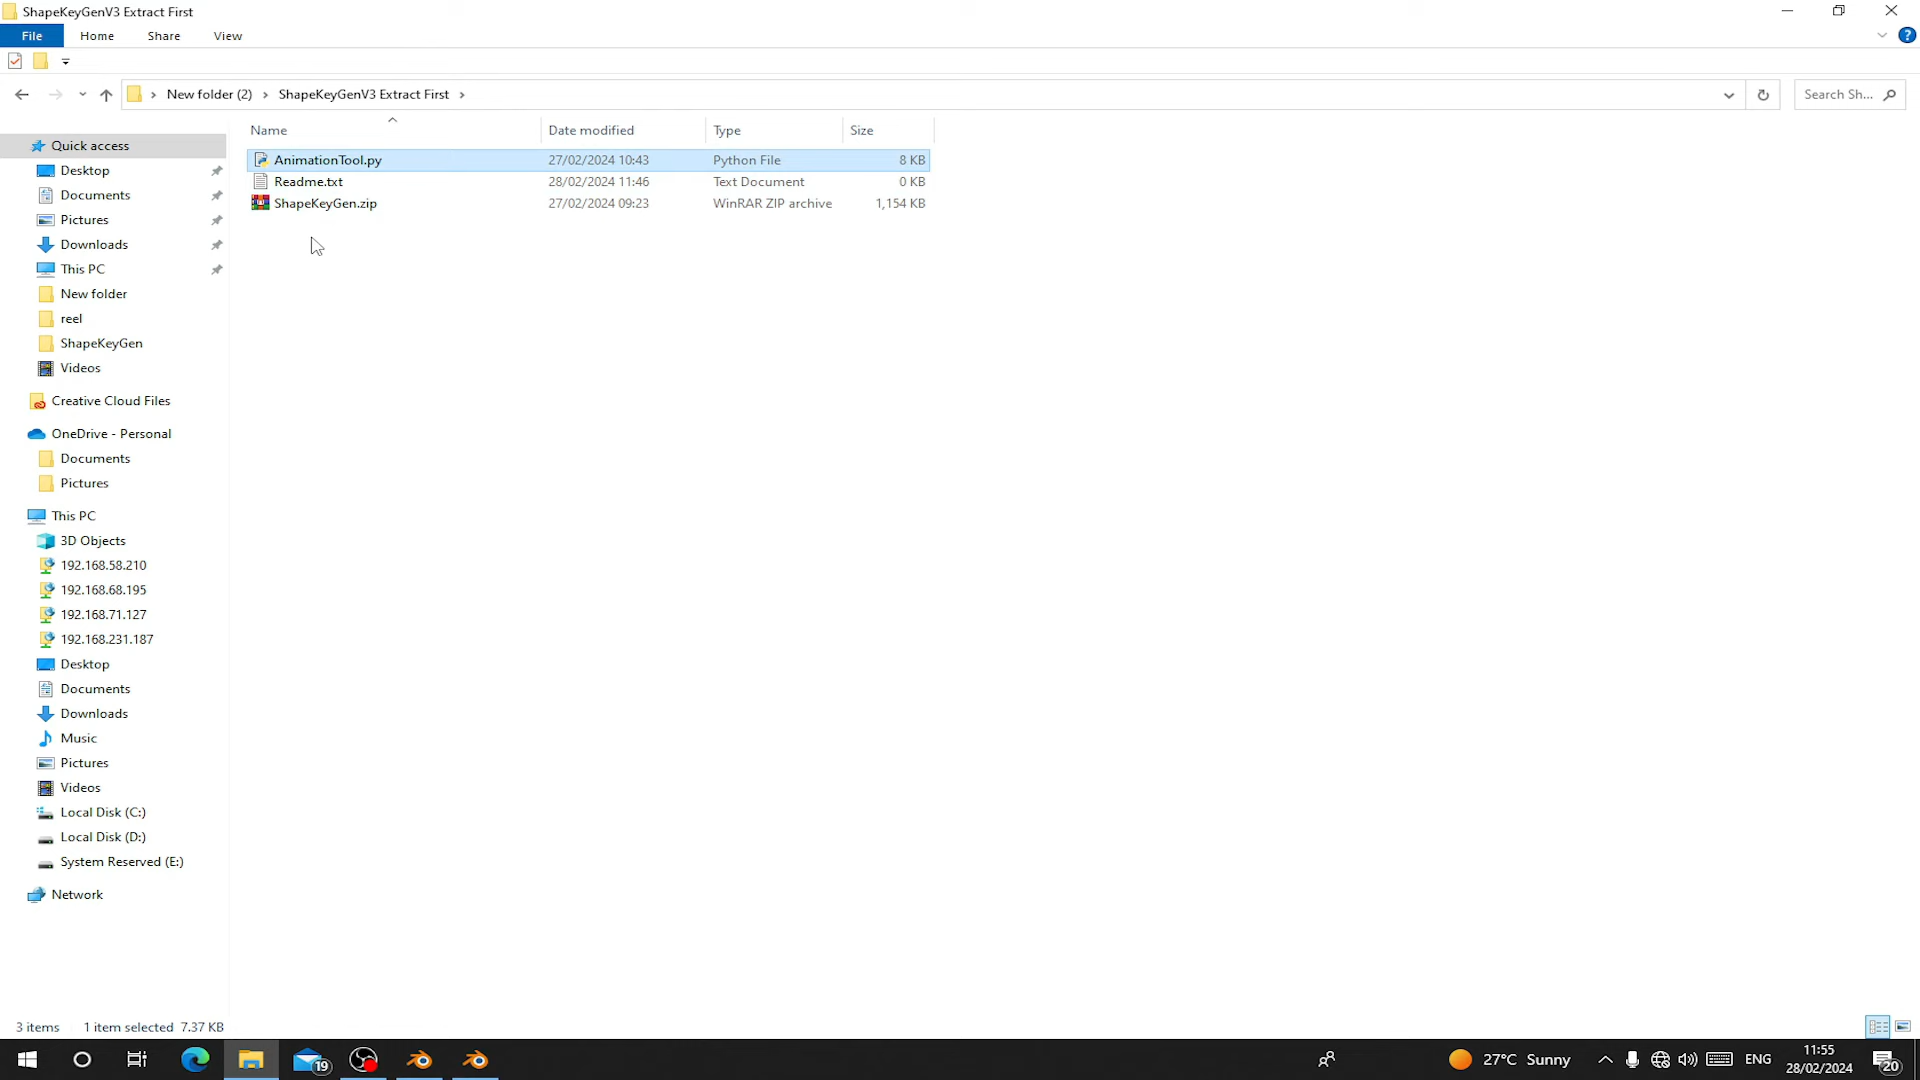 ShapeKeyGenV3 Extract First
File Home Share View
New folder (2) ShapeKeyGenV3 Extract First
Search Sh...
Name Date modified Type Size
Quick access
Desktop
Documents
Pictures
Downloads
This PC
New folder
reel
ShapeKeyGen
Videos
Creative Cloud Files
OneDrive - Personal
Documents
Pictures
This PC
3D Objects
192.168.58.210
192.168.68.195
192.168.71.127
192.168.231.187
Desktop
Documents
Downloads
Music
Pictures
Videos
Local Disk (C:)
Local Disk (D:)
System Reserved (E:)
Network
AnimationTool.py 27/02/2024 10:43 Python File 8 KB
Readme.txt 28/02/2024 11:46 Text Document 0 KB
ShapeKeyGen.zip 27/02/2024 09:23 WinRAR ZIP archive 1,154 KB
3 items 1 item selected 7.37 KB
19
27°C Sunny
ENG
11:55
28/02/2024
20